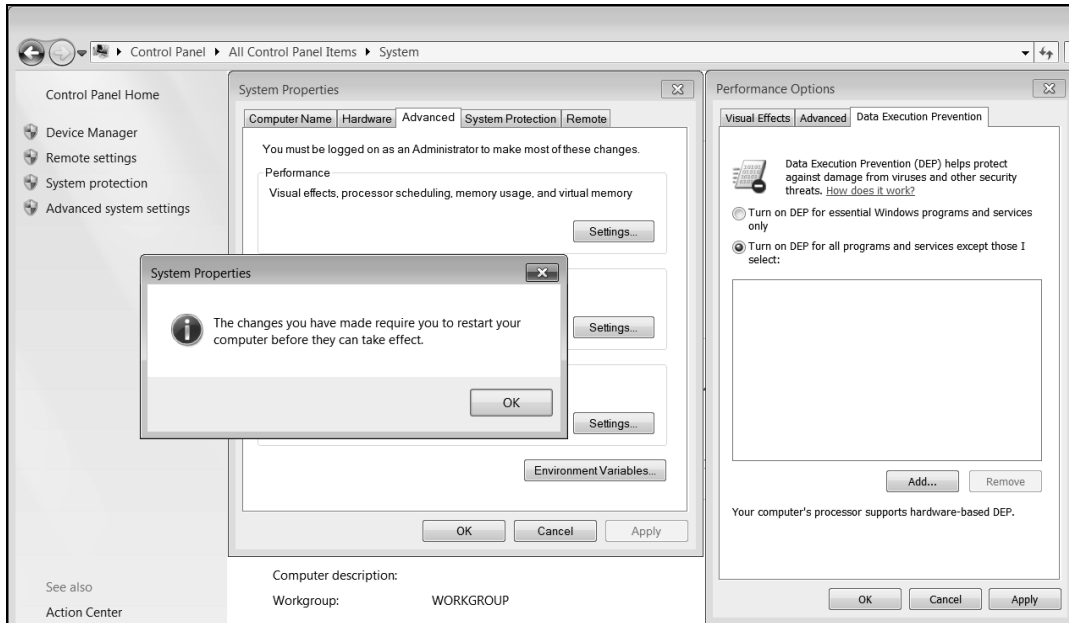 Control Panel ▸ All Control Panel Items ▸ System
Control Panel Home
Device Manager
Remote settings
System protection
Advanced system settings
See also
Action Center
System Properties
Computer Name Hardware Advanced System Protection Remote
You must be logged on as an Administrator to make most of these changes.
Performance
Visual effects, processor scheduling, memory usage, and virtual memory
Settings...
Settings...
Settings...
Environment Variables...
OK Cancel Apply
System Properties
The changes you have made require you to restart your
computer before they can take effect.
OK
Computer description:
Workgroup: WORKGROUP
Performance Options
Visual Effects Advanced Data Execution Prevention
Data Execution Prevention (DEP) helps protect
against damage from viruses and other security
threats. How does it work?
Turn on DEP for essential Windows programs and services
only
Turn on DEP for all programs and services except those I
select:
Add... Remove
Your computer's processor supports hardware-based DEP.
OK Cancel Apply